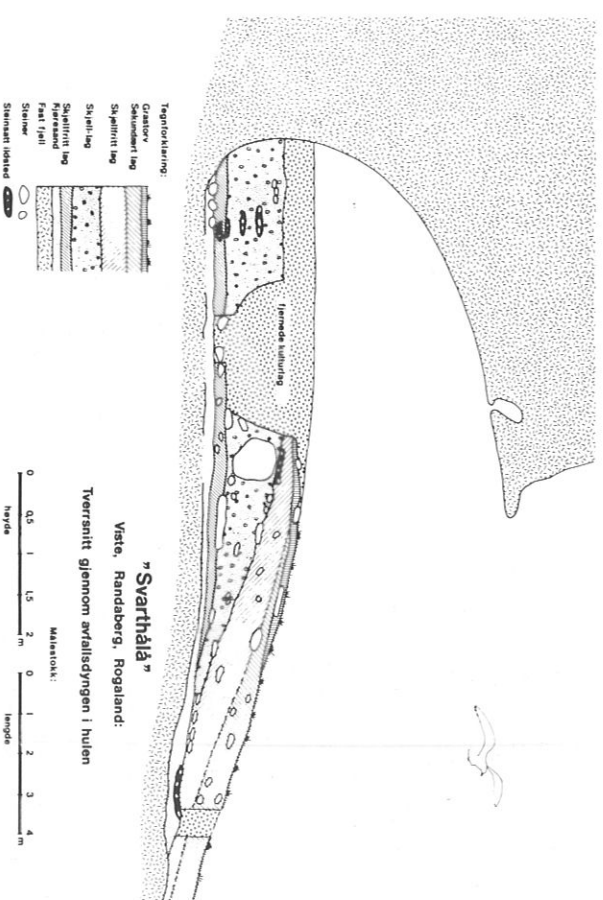 Tegnforklaring:
Grastorv
Sekundært lag
Skjellfritt lag
Skjell-lag
Skjellfritt lag
Fjøresand
Fast fjell
Steiner
Steinsatt ildsted
fjernede kulturlag
"Svarthålå"
Viste, Randaberg, Rogaland:
Tverrsnitt gjennom avfallsdyngen i hulen
Målestokk:
0 0,5 1 1,5 2 m
høyde
0 1 2 3 4 m
lengde